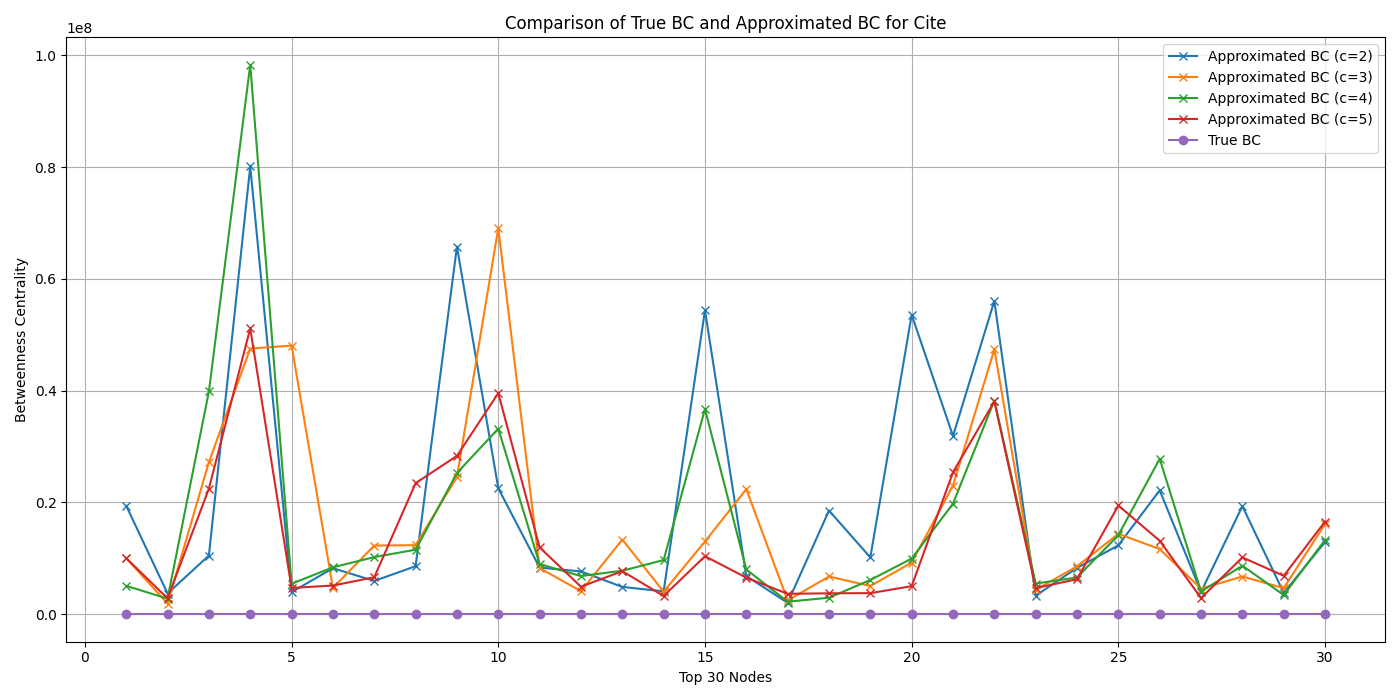 Comparison of True BC and Approximated BC for Cite
1e8
1.0
0.8
0.6
0.4
0.2
0.0
Betweenness Centrality
0 5 10 15 20 25 30
Top 30 Nodes
Approximated BC (c=2)
Approximated BC (c=3)
Approximated BC (c=4)
Approximated BC (c=5)
True BC